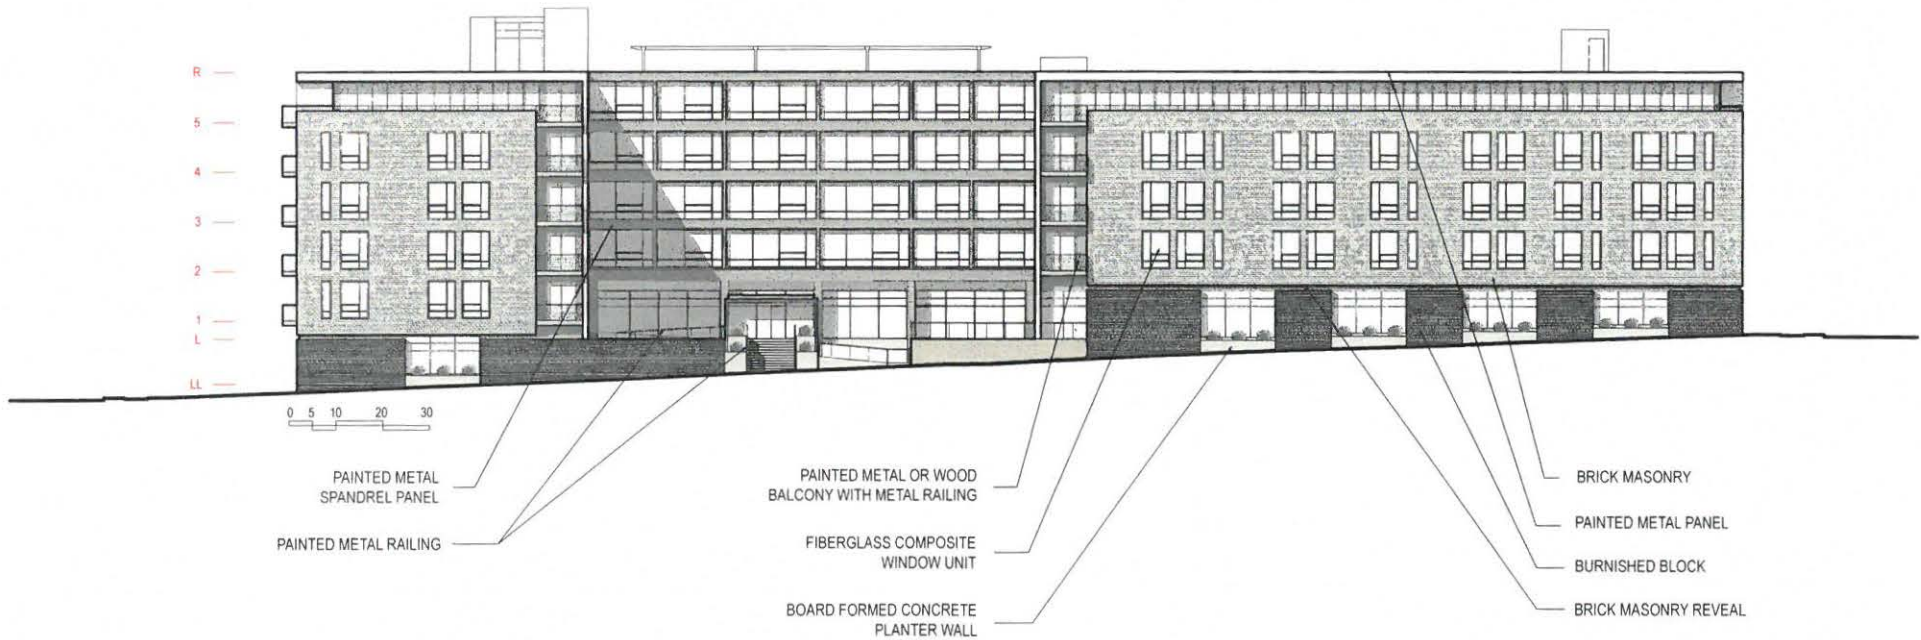 R
5
4
3
2
1
L
LL
0 5 10 20 30
PAINTED METAL
SPANDREL PANEL
PAINTED METAL RAILING
PAINTED METAL OR WOOD
BALCONY WITH METAL RAILING
FIBERGLASS COMPOSITE
WINDOW UNIT
BOARD FORMED CONCRETE
PLANTER WALL
BRICK MASONRY
PAINTED METAL PANEL
BURNISHED BLOCK
BRICK MASONRY REVEAL